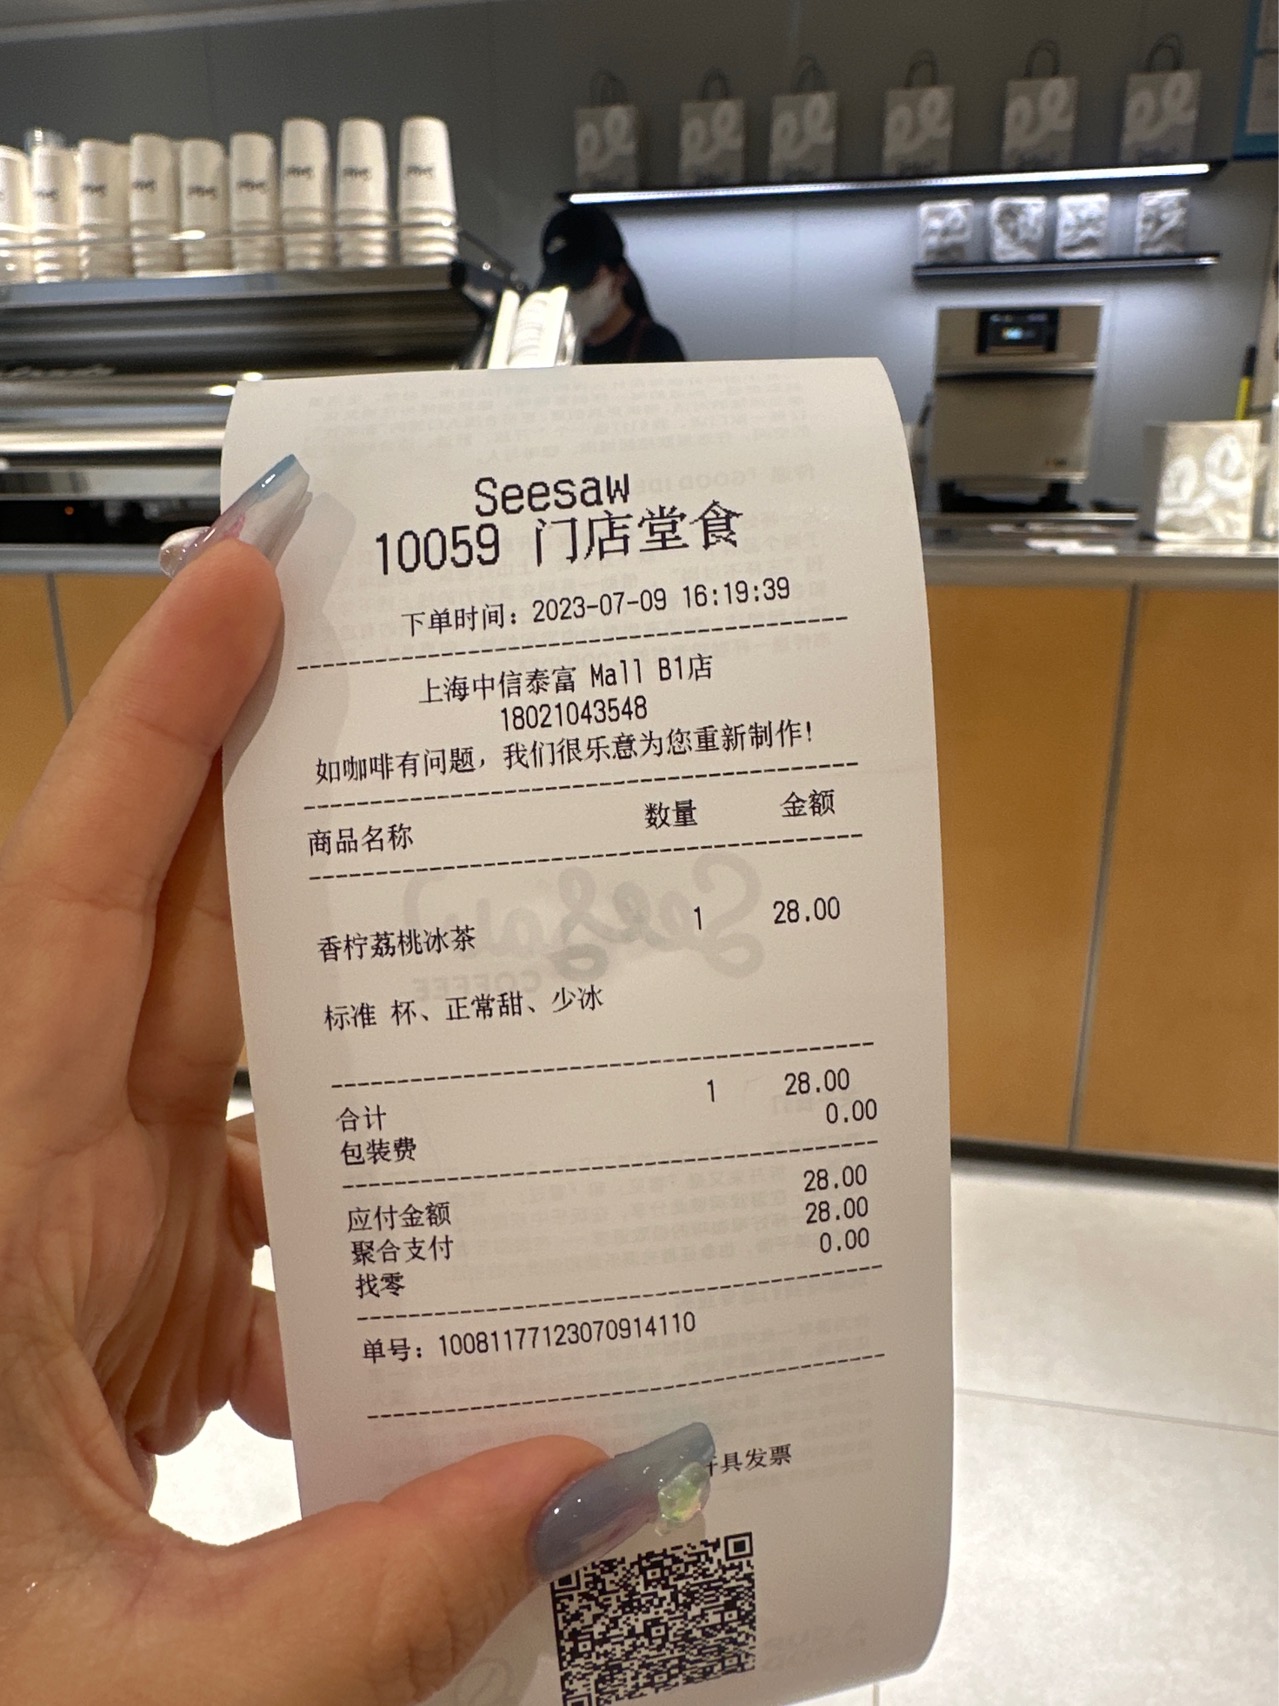 Seesaw
10059 门店堂食
下单时间：2023-07-09 16:19:39
上海中信泰富 Mall B1店
18021043548
如咖啡有问题，我们很乐意为您重新制作！
商品名称 数量 金额
香柠荔桃冰茶 1 28.00
标准 杯、正常甜、少冰
合计 1 28.00
包装费 0.00
应付金额 28.00
聚合支付 28.00
找零 0.00
单号：10081177123070914110
具发票